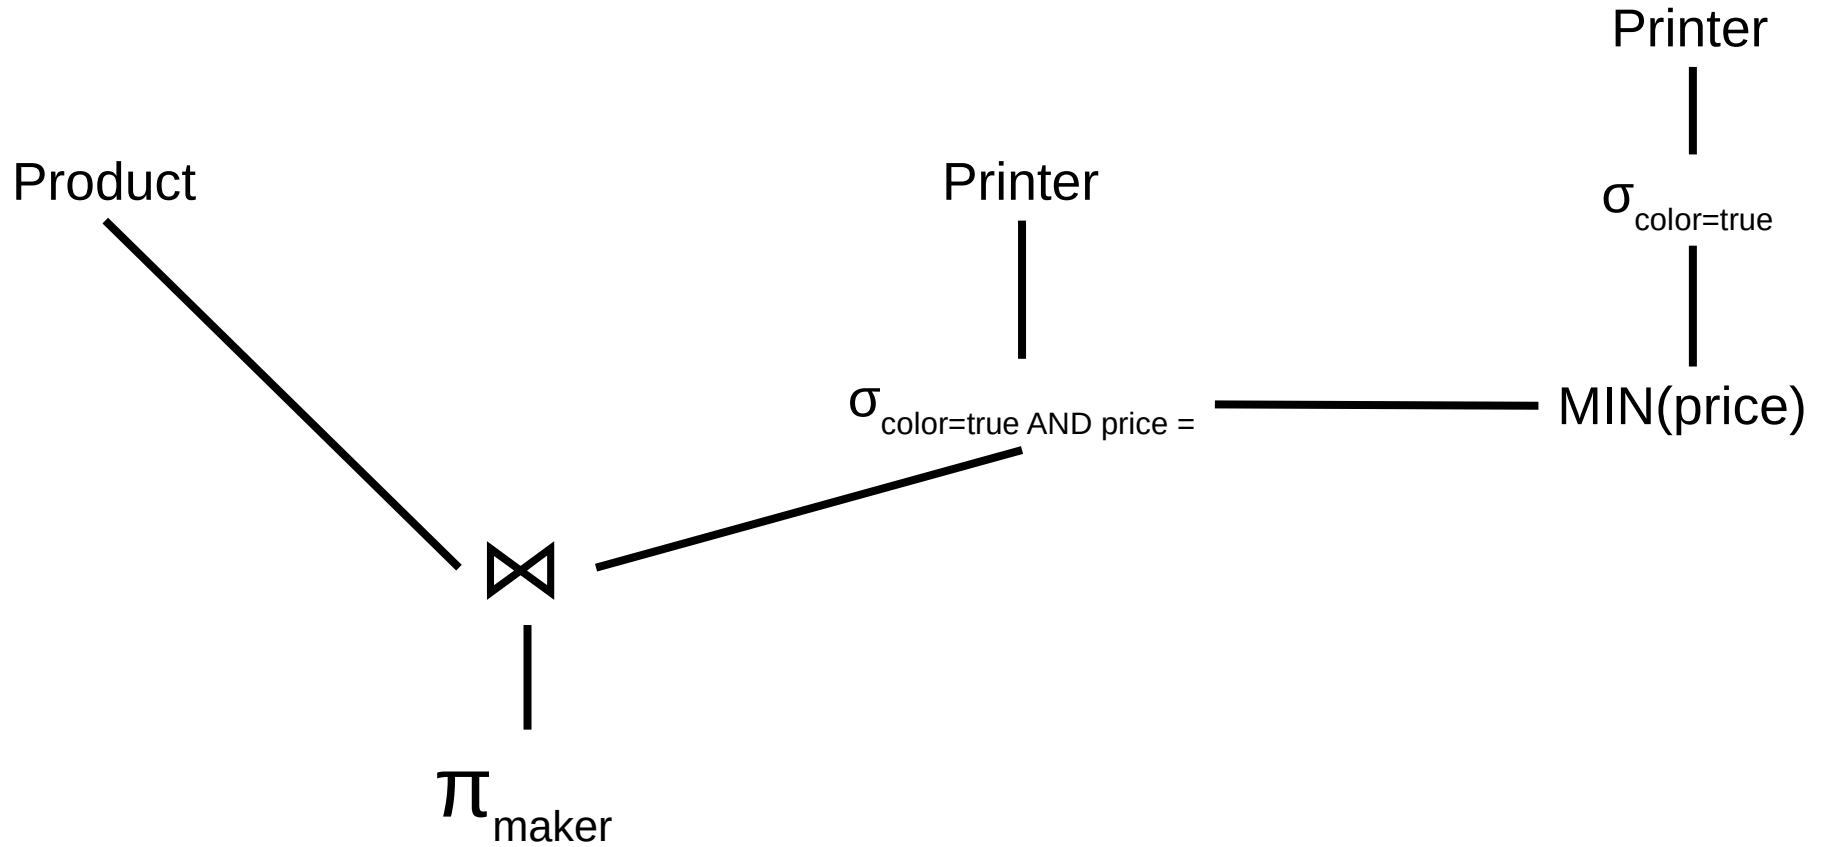 Printer
Product
Printer
σcolor=true
σcolor=true AND price =
MIN(price)
⋈
πmaker